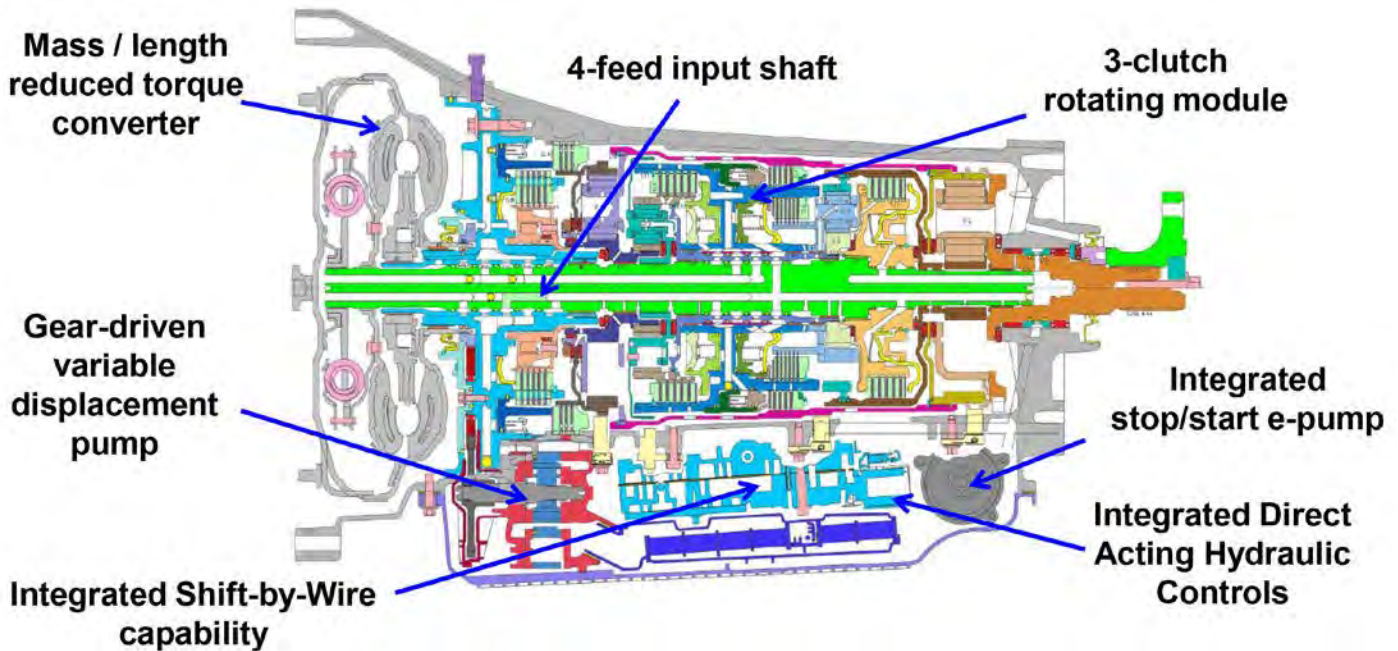 Mass / length
reduced torque
converter
4-feed input shaft
3-clutch
rotating module
Gear-driven
variable
displacement
pump
Integrated
stop/start e-pump
Integrated Direct
Acting Hydraulic
Controls
Integrated Shift-by-Wire
capability